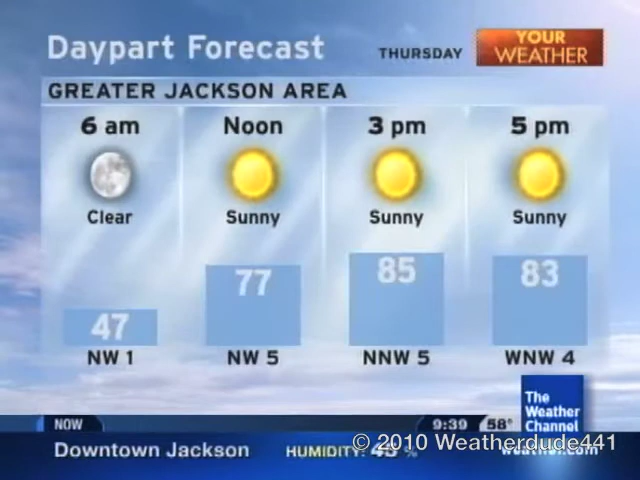 Daypart Forecast
THURSDAY
YOUR
WEATHER
GREATER JACKSON AREA
6 am Noon 3 pm 5 pm
Clear Sunny Sunny Sunny
47 77 85 83
NW 1 NW 5 NNW 5 WNW 4
The
Weather
Channel
NOW 9:39 58°
Downtown Jackson HUMIDITY: %
weather.com
© 2010 Weatherdude441